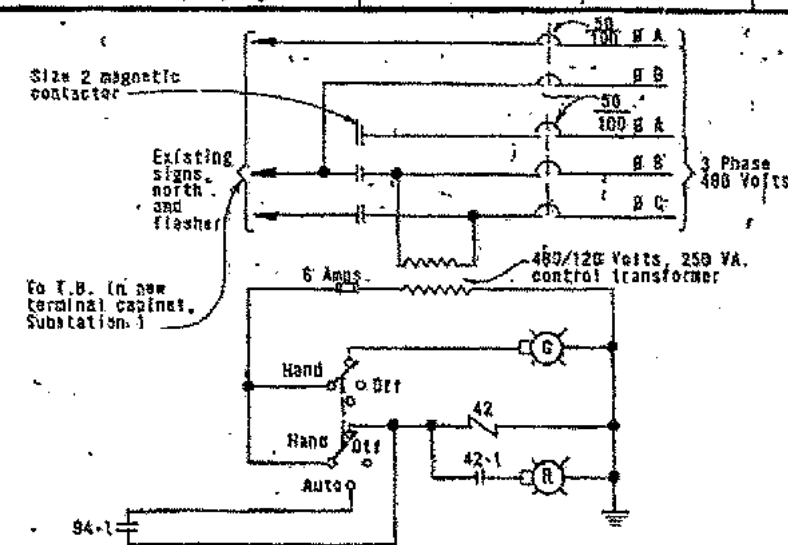 50
100 Ø A
Ø B
50
100 Ø A
Ø B
Ø C
3 Phase
480 Volts
Size 2 magnetic
contactor
Existing
signs,
north
and
flasher
To T.B. in new
terminal cabinet,
Substation 1
480/120 Volts, 250 VA,
control transformer
6 Amps
G
Hand
Off
42
Hand
Off
42-1
R
Auto
94-1